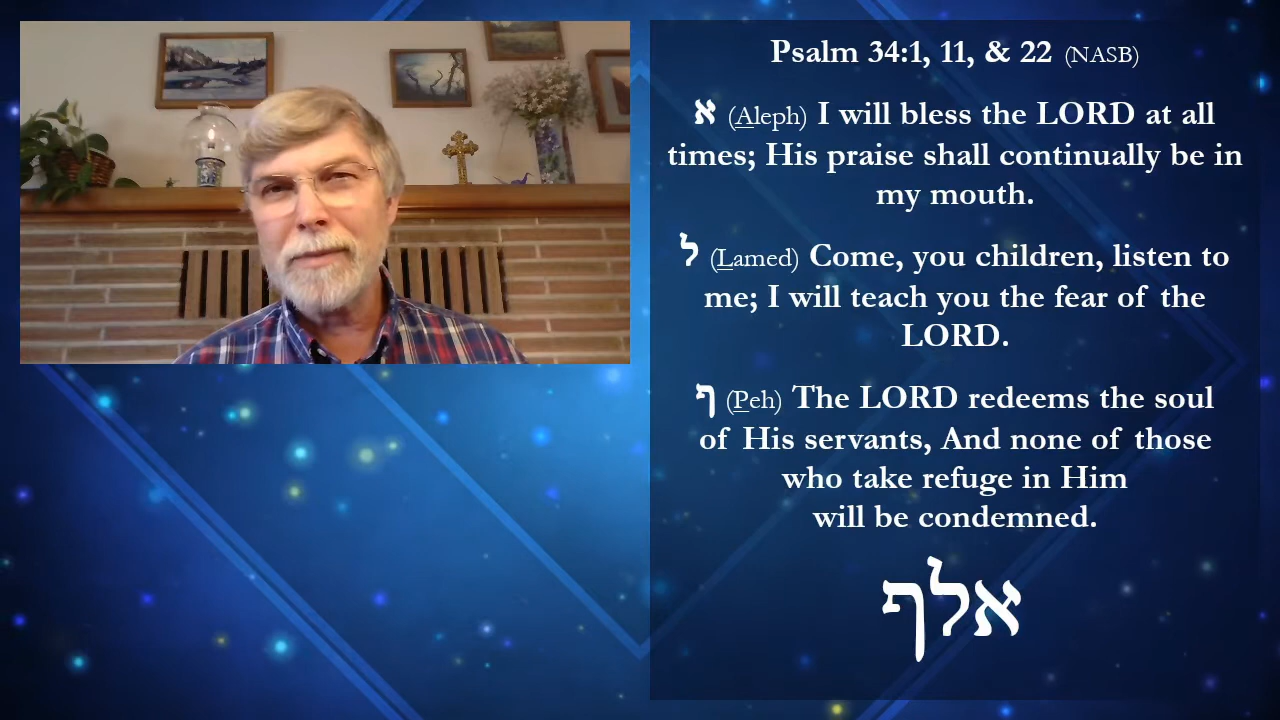 Psalm 34:1, 11, & 22 (NASB)
א (Aleph) I will bless the LORD at all
times; His praise shall continually be in
my mouth.
ל (Lamed) Come, you children, listen to
me; I will teach you the fear of the
LORD.
ף (Peh) The LORD redeems the soul
of His servants, And none of those
who take refuge in Him
will be condemned.
אלף